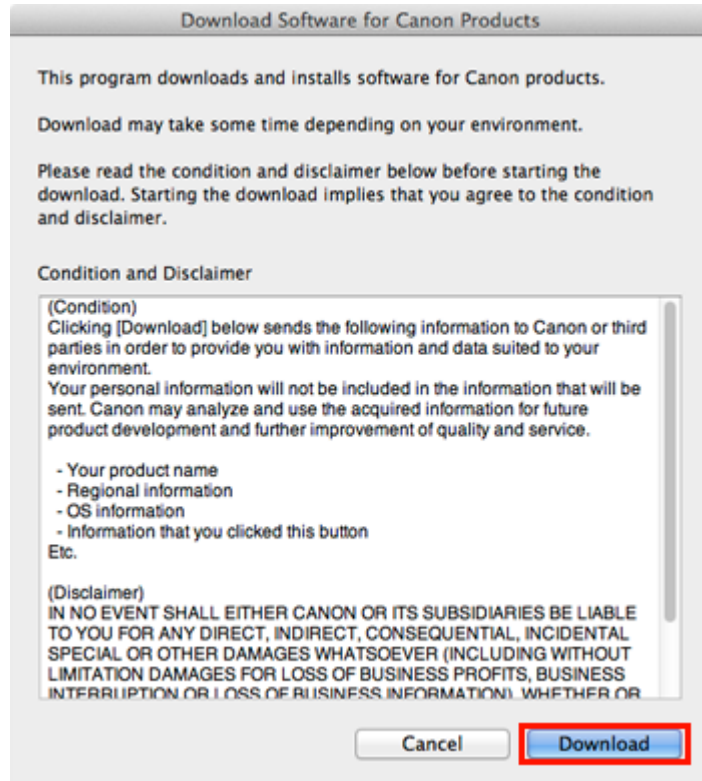 Download Software for Canon Products
This program downloads and installs software for Canon products.
Download may take some time depending on your environment.
Please read the condition and disclaimer below before starting the
download. Starting the download implies that you agree to the condition
and disclaimer.
Condition and Disclaimer
(Condition)
Clicking [Download] below sends the following information to Canon or third
parties in order to provide you with information and data suited to your
environment.
Your personal information will not be included in the information that will be
sent. Canon may analyze and use the acquired information for future
product development and further improvement of quality and service.
- Your product name
- Regional information
- OS information
- Information that you clicked this button
Etc.
(Disclaimer)
IN NO EVENT SHALL EITHER CANON OR ITS SUBSIDIARIES BE LIABLE
TO YOU FOR ANY DIRECT, INDIRECT, CONSEQUENTIAL, INCIDENTAL
SPECIAL OR OTHER DAMAGES WHATSOEVER (INCLUDING WITHOUT
LIMITATION DAMAGES FOR LOSS OF BUSINESS PROFITS, BUSINESS
INTERRUPTION OR LOSS OF BUSINESS INFORMATION), WHETHER OR
Cancel
Download